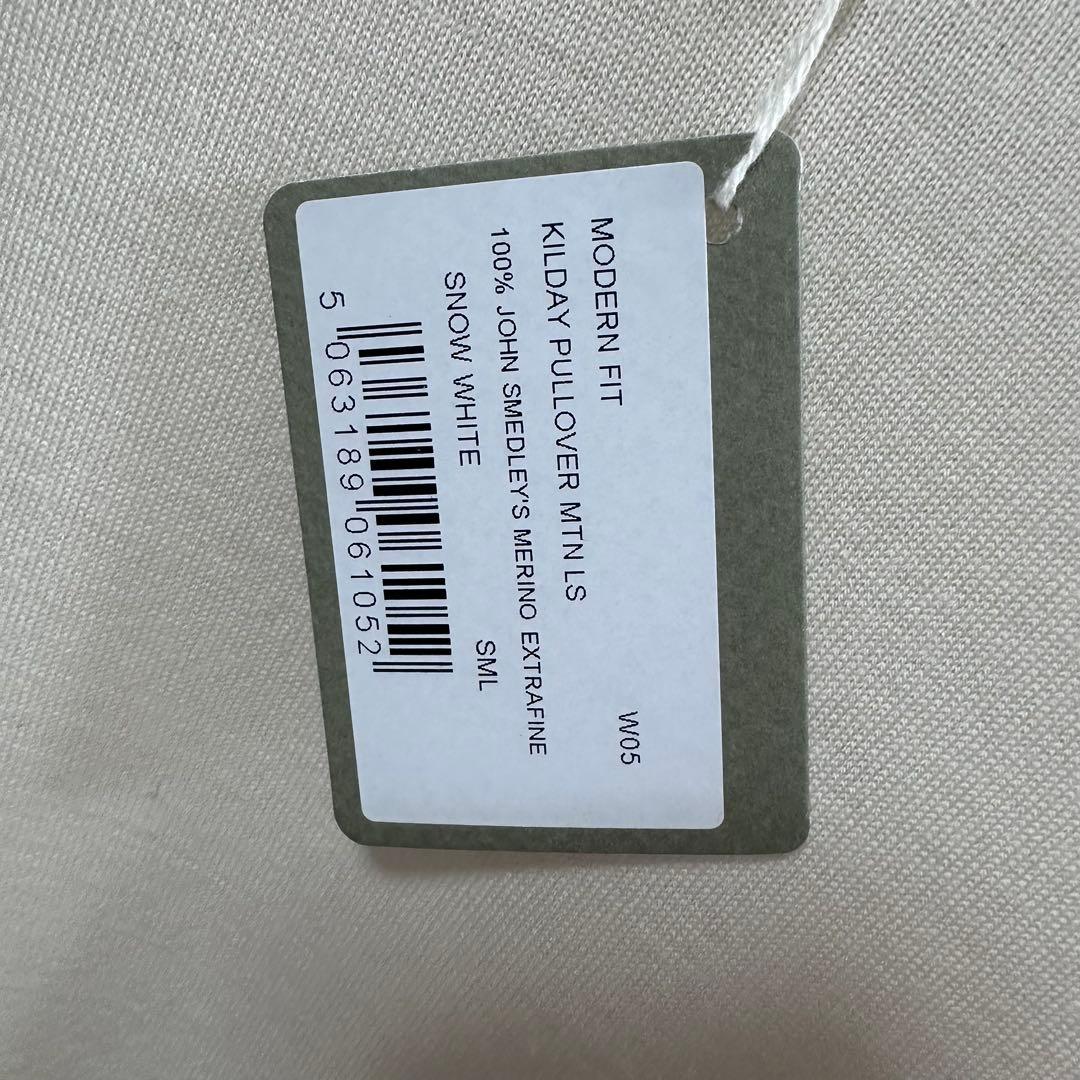 MODERN FIT W05
KILDAY PULLOVER MTN LS
100% JOHN SMEDLEY'S MERINO EXTRAFINE
SNOW WHITE SML
5 063189 061052